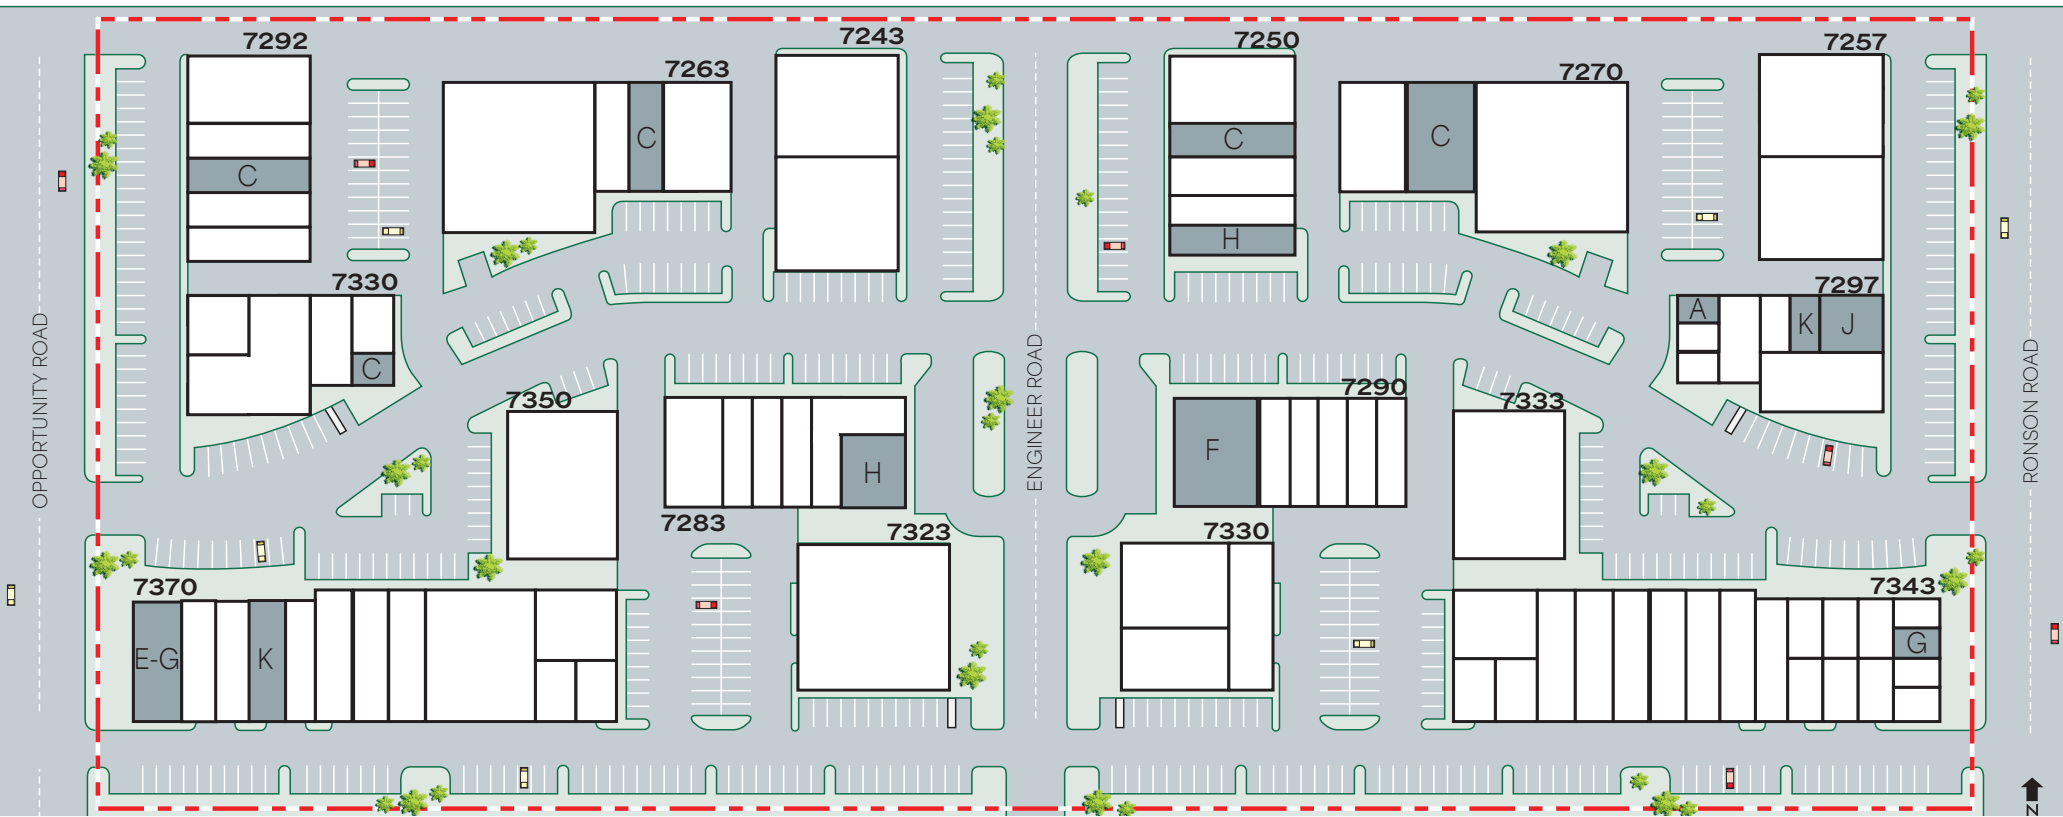 7292
7263
7243
7250
7270
7257
C
C
C
C
H
7330
C
7297
A
K
J
OPPORTUNITY ROAD
ENGINEER ROAD
RONSON ROAD
7350
7290
7333
H
F
7283
7323
7330
7370
7343
E-G
K
G
N